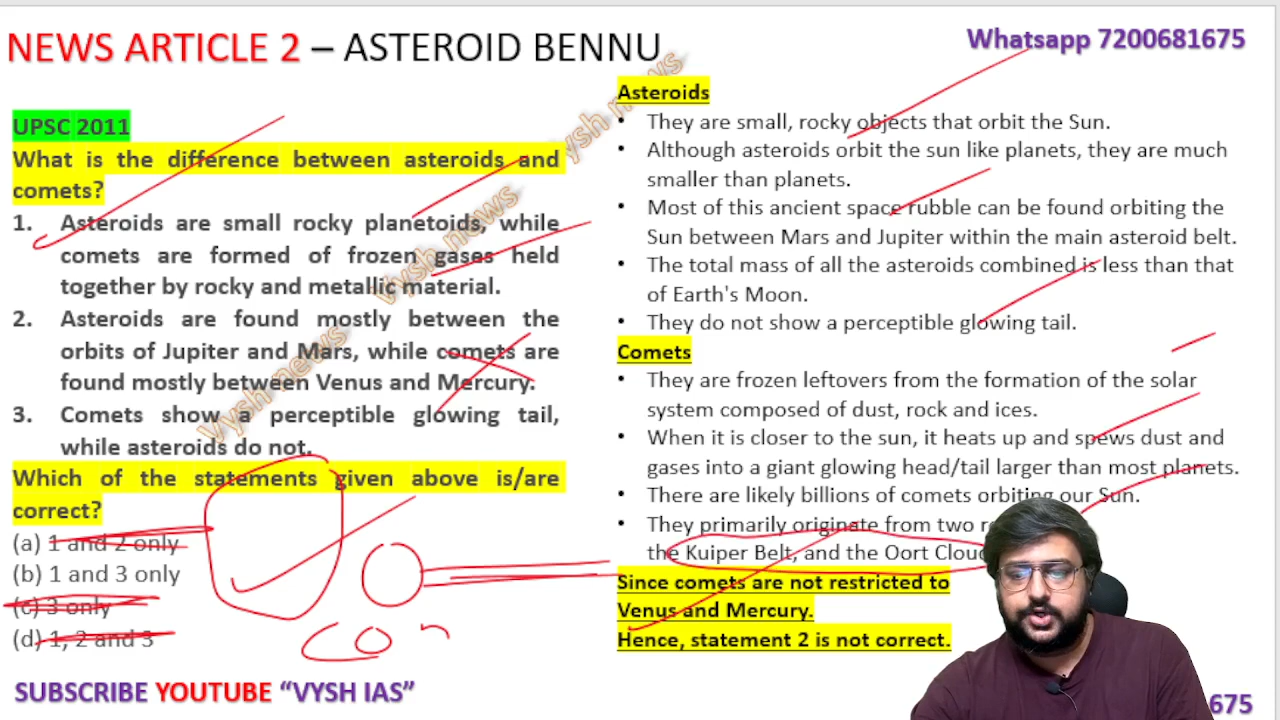 NEWS ARTICLE 2 – ASTEROID BENNU
Whatsapp 7200681675
UPSC 2011
What is the difference between asteroids and
comets?
1. Asteroids are small rocky planetoids, while
comets are formed of frozen gases held
together by rocky and metallic material.
2. Asteroids are found mostly between the
orbits of Jupiter and Mars, while comets are
found mostly between Venus and Mercury.
3. Comets show a perceptible glowing tail,
while asteroids do not.
Which of the statements given above is/are
correct?
(a) 1 and 2 only
(b) 1 and 3 only
(c) 3 only
(d) 1, 2 and 3
Asteroids
• They are small, rocky objects that orbit the Sun.
• Although asteroids orbit the sun like planets, they are much
smaller than planets.
• Most of this ancient space rubble can be found orbiting the
Sun between Mars and Jupiter within the main asteroid belt.
• The total mass of all the asteroids combined is less than that
of Earth's Moon.
• They do not show a perceptible glowing tail.
Comets
• They are frozen leftovers from the formation of the solar
system composed of dust, rock and ices.
• When it is closer to the sun, it heats up and spews dust and
gases into a giant glowing head/tail larger than most planets.
• There are likely billions of comets orbiting our Sun.
• They primarily originate from two
the Kuiper Belt, and the Oort Cloud
Since comets are not restricted to
Venus and Mercury.
Hence, statement 2 is not correct.
Vysh news
Vysh news
Vysh news
SUBSCRIBE YOUTUBE “VYSH IAS”
675